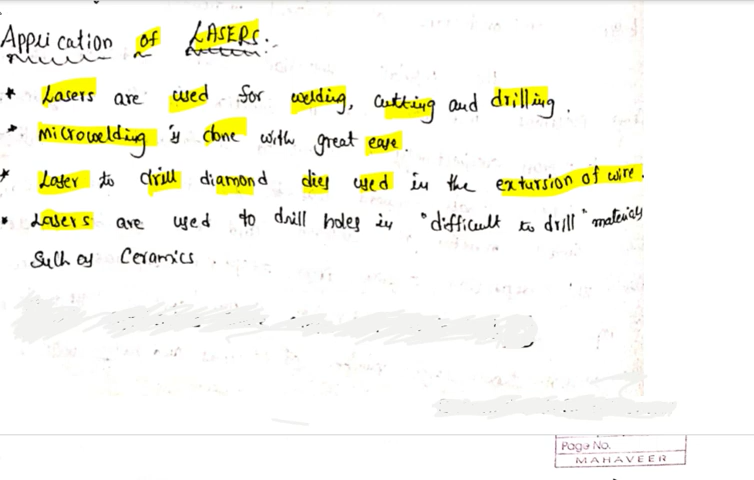 Application of LASERS:-
* Lasers are used for welding, cutting and drilling.
* Microwelding is done with great ease.
* Laser to drill diamond dies used in the extursion of wire.
* Lasers are used to drill holes in "difficult to drill" materials
Such as Ceramics.
Page No.
MAHAVEER